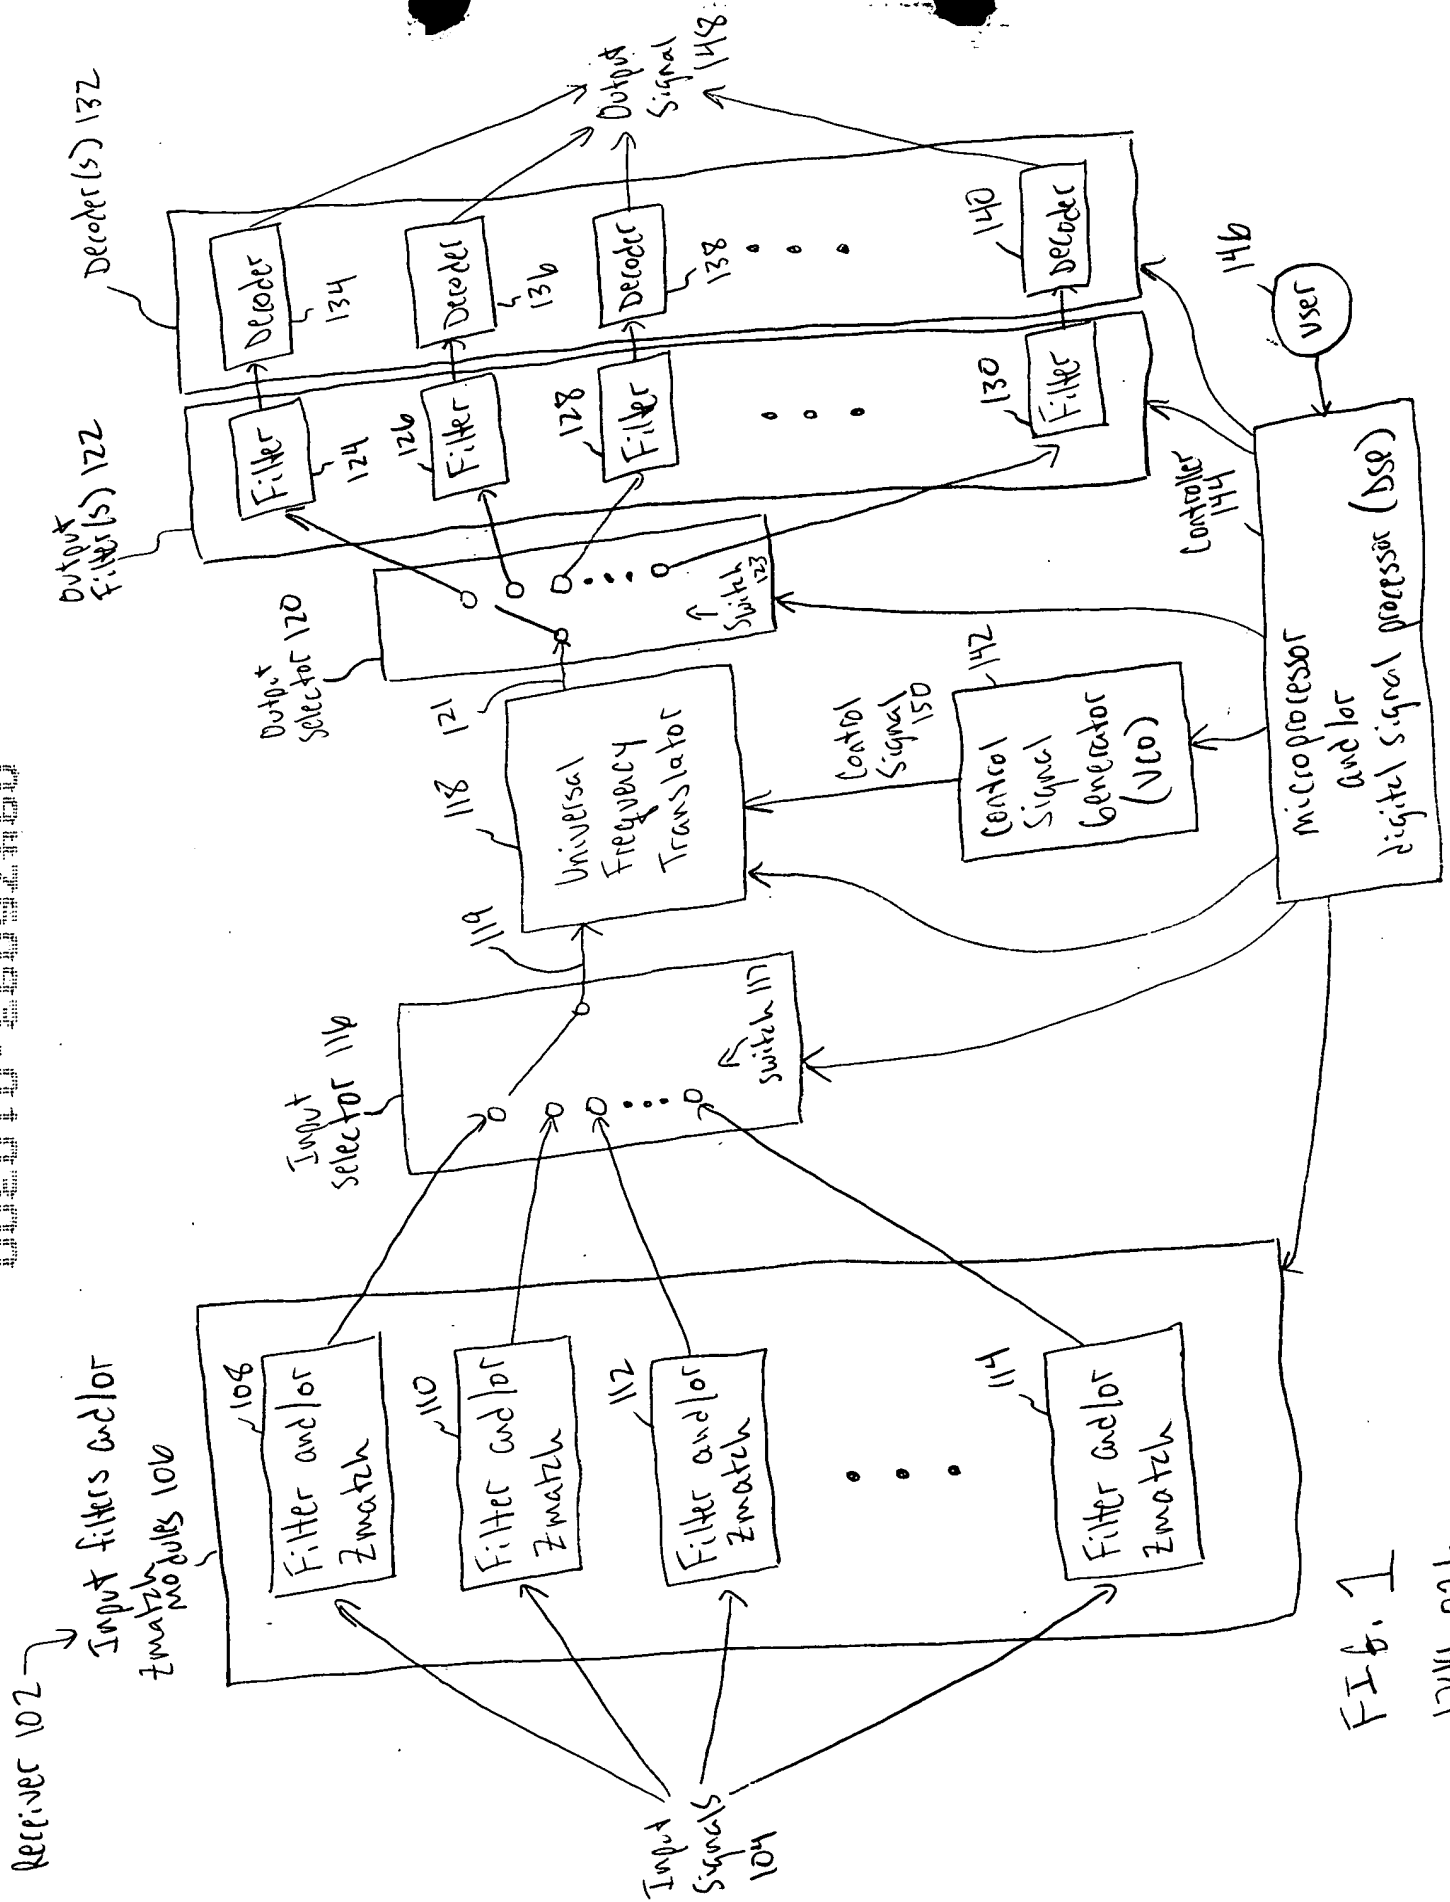 Receiver 102
Input filters and/or
Zmatch
modules 106
108
Filter and/or
Zmatch
110
Filter and/or
Zmatch
112
Filter and/or
Zmatch
114
Filter and/or
Zmatch
Input
Signals
104
Input
Selector 116
Switch 117
119
118
Universal
Frequency
Translator
121
Output
Selector 120
Switch
123
Output
Filter(s) 122
Filter
124
126
Filter
128
Filter
130
Filter
Decoder(s) 132
Decoder
134
Decoder
136
Decoder
138
140
Decoder
Output
Signal
148
Control
Signal
150
142
Control
Signal
Generator
(VCO)
Controller
144
microprocessor
and/or
digital signal processor (DSP)
146
User
FIG. 1